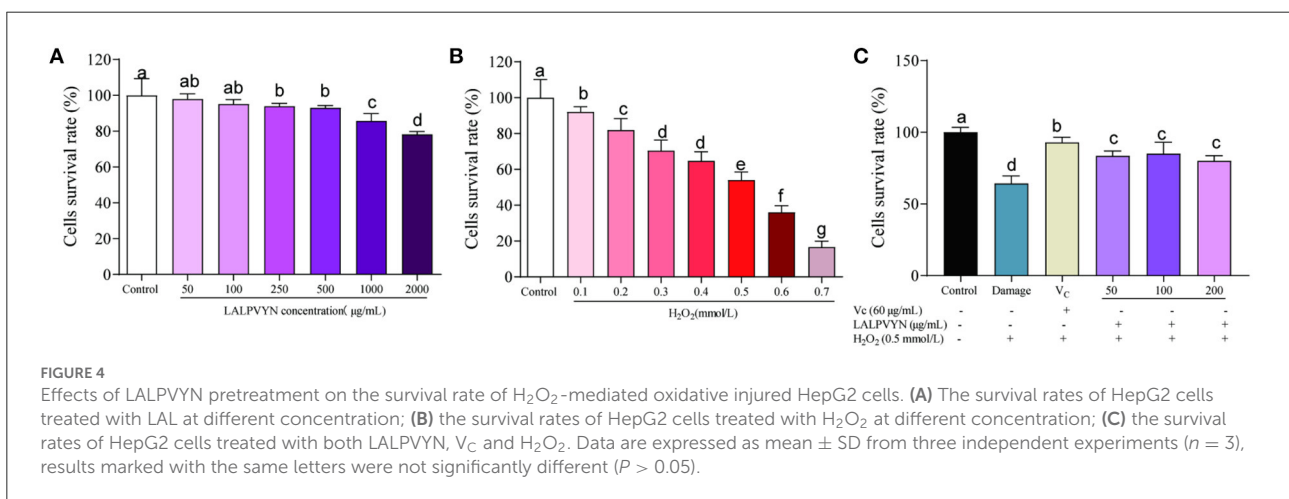 A
Cells survival rate (%)
120
100
80
60
40
20
0
a
ab
ab
b
b
c
d
Control
50
100
250
500
1000
2000
LALPVYN concentration( μg/mL)
B
Cells survival rate (%)
120
100
80
60
40
20
0
a
b
c
d
d
e
f
g
Control
0.1
0.2
0.3
0.4
0.5
0.6
0.7
H₂O₂(mmol/L)
C
Cells survival rate (%)
150
100
50
0
a
d
b
c
c
c
Control
Damage
V_C
50
100
200
Vc (60 μg/mL) - - + - - -
LALPVYN (μg/mL) - - - + + +
H₂O₂ (0.5 mmol/L) - + + + + +
FIGURE 4
Effects of LALPVYN pretreatment on the survival rate of H₂O₂-mediated oxidative injured HepG2 cells. (A) The survival rates of HepG2 cells
treated with LAL at different concentration; (B) the survival rates of HepG2 cells treated with H₂O₂ at different concentration; (C) the survival
rates of HepG2 cells treated with both LALPVYN, V_C and H₂O₂. Data are expressed as mean ± SD from three independent experiments (n = 3),
results marked with the same letters were not significantly different (P > 0.05).